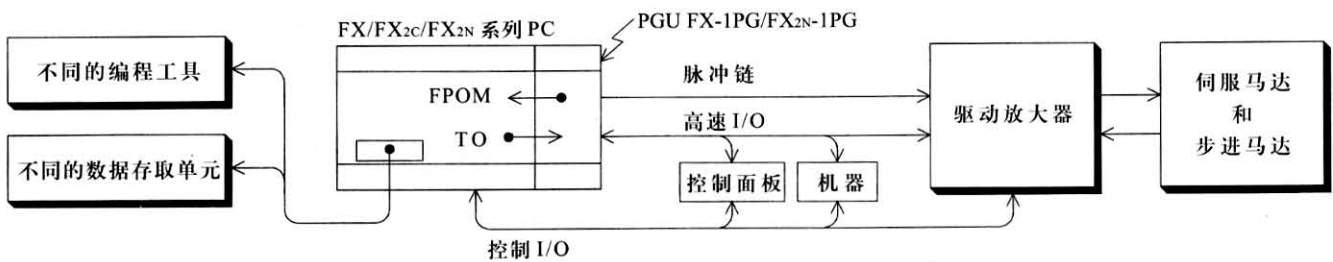 FX/FX2C/FX2N 系列 PC
PGU FX-1PG/FX2N-1PG
不同的编程工具
不同的数据存取单元
FPOM
TO
脉冲链
高速 I/O
控制面板
机器
驱动放大器
伺服马达
和
步进马达
控制 I/O